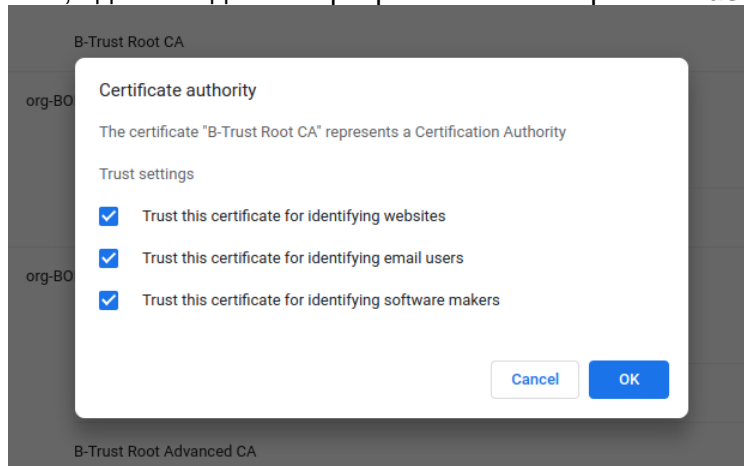 B-Trust Root CA
org-BO
Certificate authority
The certificate "B-Trust Root CA" represents a Certification Authority
Trust settings
Trust this certificate for identifying websites
Trust this certificate for identifying email users
org-BO
Trust this certificate for identifying software makers
Cancel
OK
B-Trust Root Advanced CA